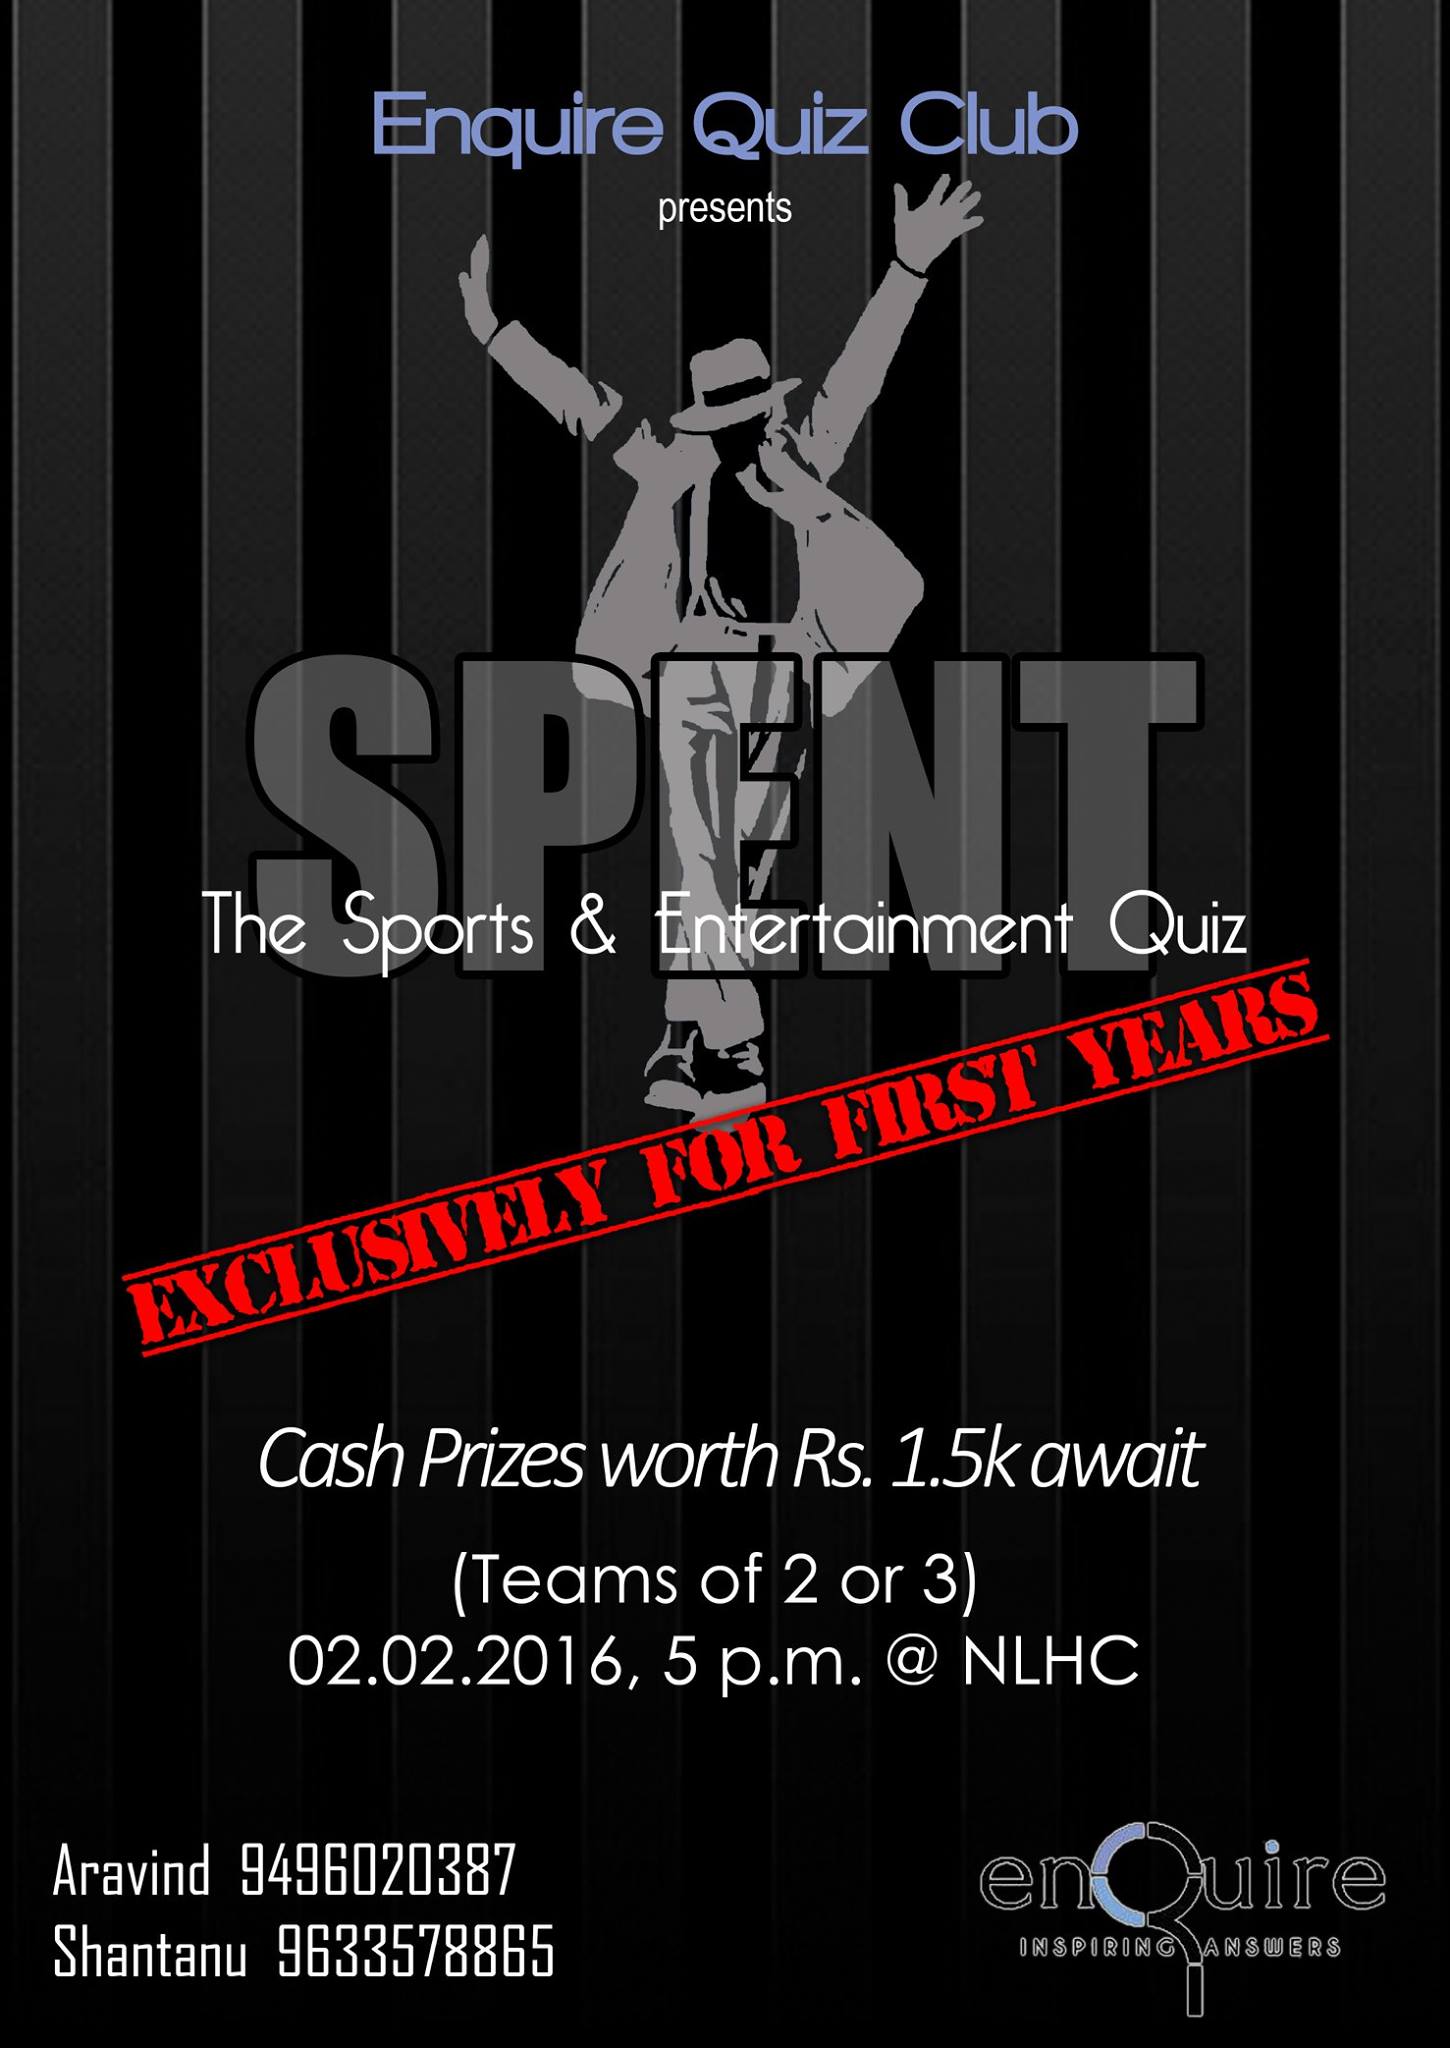 Enquire Quiz Club
presents
SPENT
The Sports & Entertainment Quiz
EXCLUSIVELY FOR FIRST YEARS
Cash Prizes worth Rs. 1.5k await
(Teams of 2 or 3)
02.02.2016, 5 p.m. @ NLHC
Aravind 9496020387
Shantanu 9633578865
enQuire
INSPIRING ANSWERS